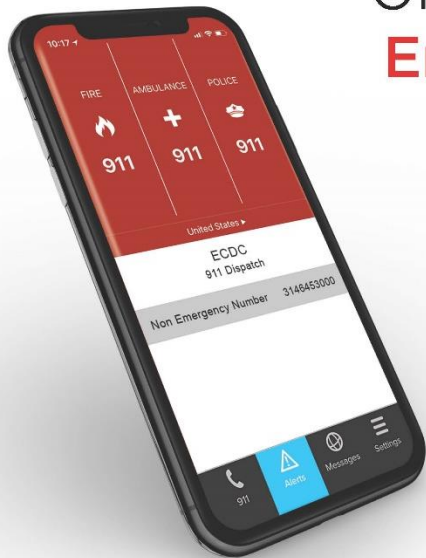 10:17
FIRE AMBULANCE POLICE
911 911 911
United States
ECDC
911 Dispatch
Non Emergency Number 3146453000
911 Alerts Messages Settings